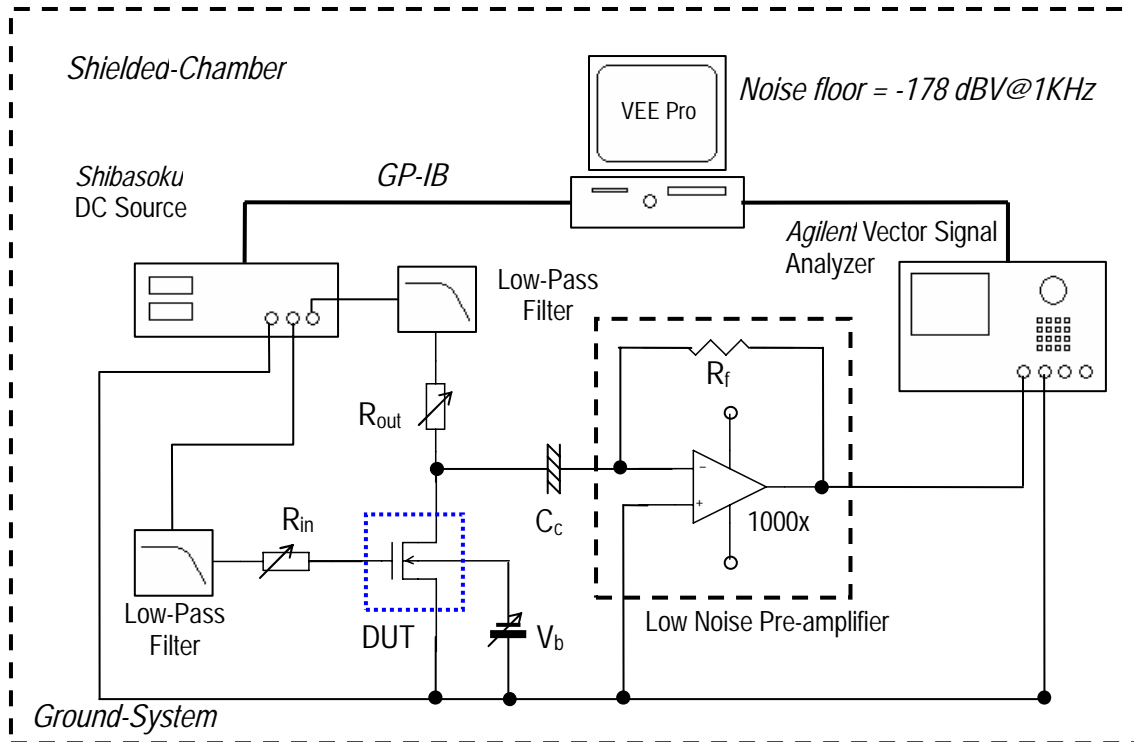 Shielded-Chamber
VEE Pro
Noise floor = -178 dBV@1KHz
GP-IB
Shibasoku
DC Source
Agilent Vector Signal
Analyzer
Low-Pass
Filter
Rf
Rout
-
+
1000x
Cc
Rin
Low-Pass
Filter
DUT
Vb
Low Noise Pre-amplifier
Ground-System